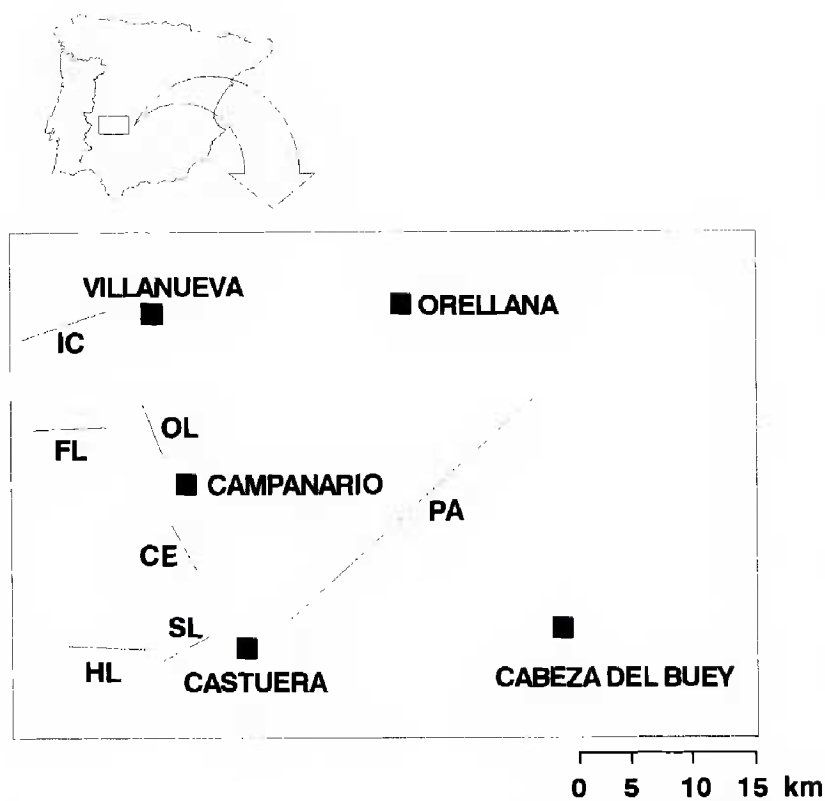 VILLANUEVA
ORELLANA
IC
OL
FL
CAMPANARIO
PA
CE
SL
HL
CASTUERA
CABEZA DEL BUEY
0 5 10 15 km